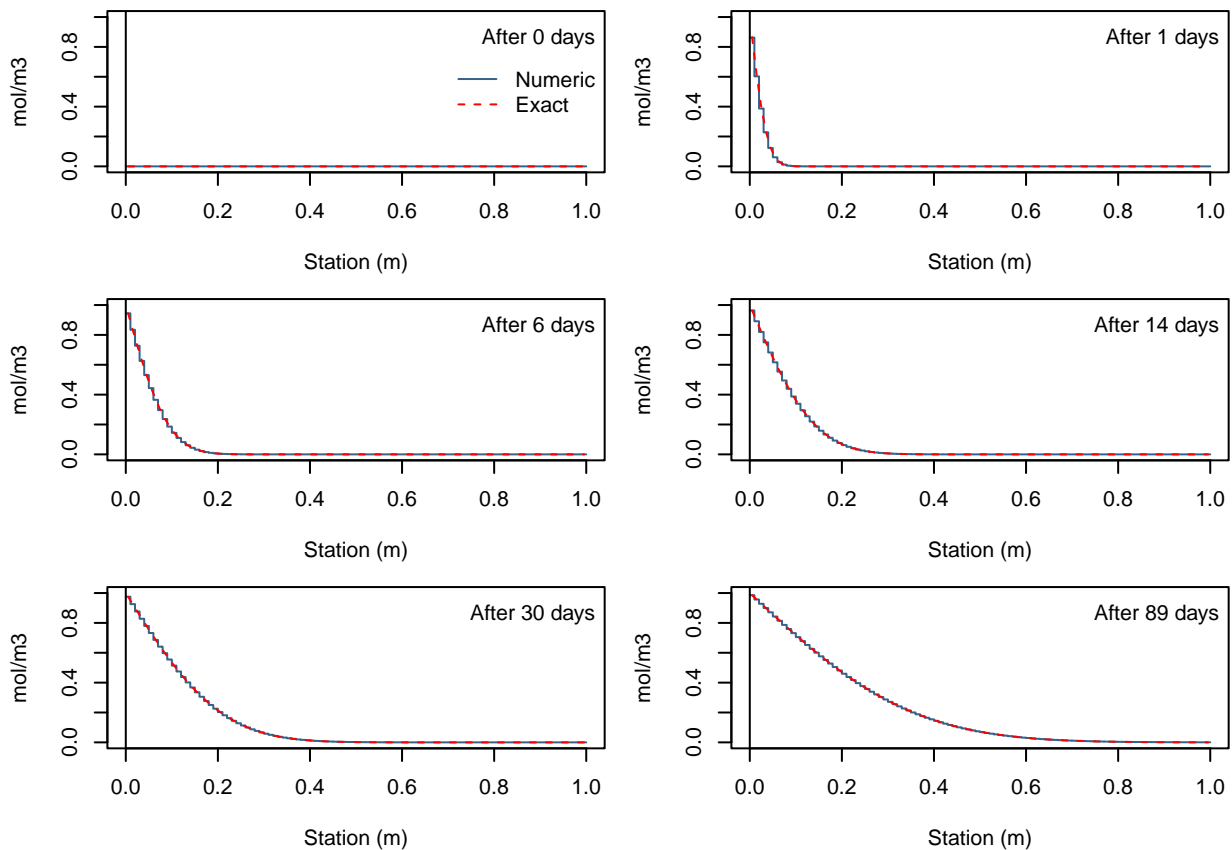 After 0 days
Numeric
Exact
mol/m3
0.0 0.4 0.8
0.0 0.2 0.4 0.6 0.8 1.0
Station (m)
After 1 days
mol/m3
0.0 0.4 0.8
0.0 0.2 0.4 0.6 0.8 1.0
Station (m)
After 6 days
mol/m3
0.0 0.4 0.8
0.0 0.2 0.4 0.6 0.8 1.0
Station (m)
After 14 days
mol/m3
0.0 0.4 0.8
0.0 0.2 0.4 0.6 0.8 1.0
Station (m)
After 30 days
mol/m3
0.0 0.4 0.8
0.0 0.2 0.4 0.6 0.8 1.0
Station (m)
After 89 days
mol/m3
0.0 0.4 0.8
0.0 0.2 0.4 0.6 0.8 1.0
Station (m)